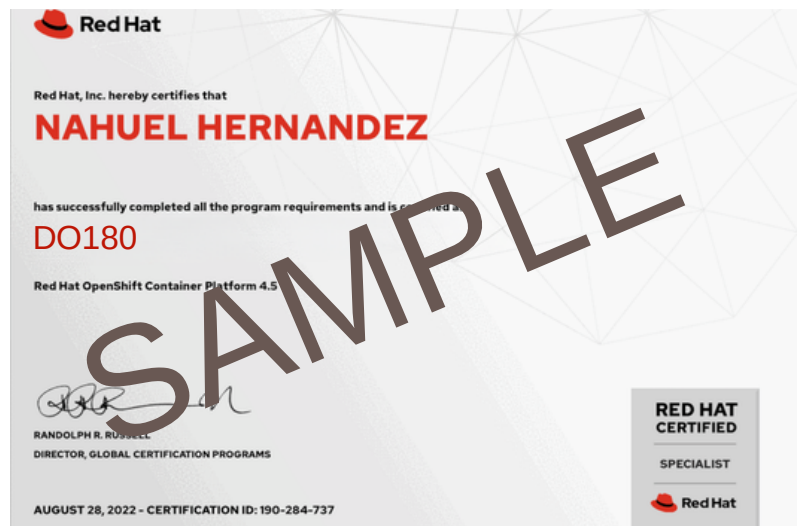 Red Hat
Red Hat, Inc. hereby certifies that
NAHUEL HERNANDEZ
has successfully completed all the program requirements and is certified a
DO180
Red Hat OpenShift Container Platform 4.5
SAMPLE
RANDOLPH R. RUSSELL
DIRECTOR, GLOBAL CERTIFICATION PROGRAMS
AUGUST 28, 2022 - CERTIFICATION ID: 190-284-737
RED HAT
CERTIFIED
SPECIALIST
Red Hat